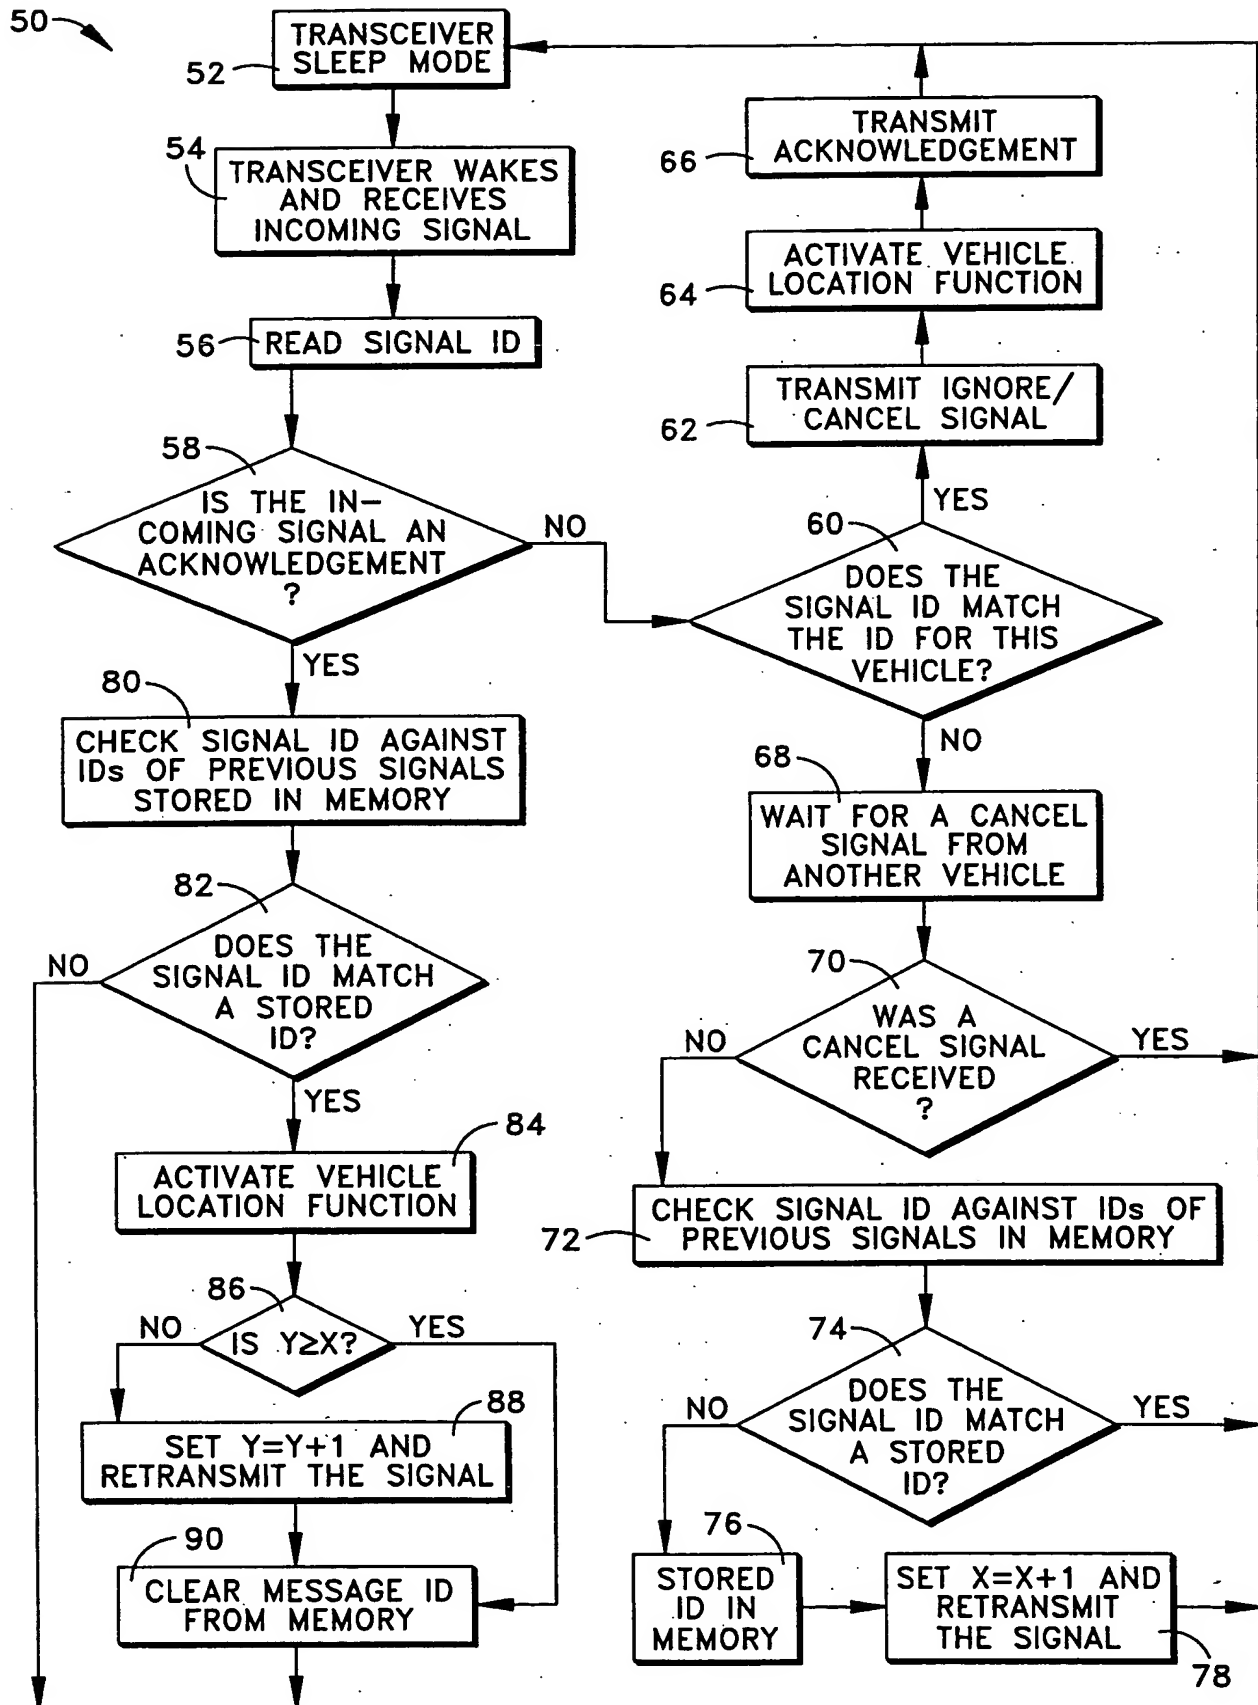 50
TRANSCEIVER
SLEEP MODE
52
54
TRANSCEIVER WAKES
AND RECEIVES
INCOMING SIGNAL
56
READ SIGNAL ID
58
IS THE IN-
COMING SIGNAL AN
ACKNOWLEDGEMENT
?
NO
YES
TRANSMIT
ACKNOWLEDGEMENT
66
ACTIVATE VEHICLE
LOCATION FUNCTION
64
TRANSMIT IGNORE/
CANCEL SIGNAL
62
YES
60
DOES THE
SIGNAL ID MATCH
THE ID FOR THIS
VEHICLE?
NO
68
WAIT FOR A CANCEL
SIGNAL FROM
ANOTHER VEHICLE
70
WAS A
CANCEL SIGNAL
RECEIVED
?
NO
YES
CHECK SIGNAL ID AGAINST IDs OF
PREVIOUS SIGNALS IN MEMORY
72
74
DOES THE
SIGNAL ID MATCH
A STORED
ID?
NO
YES
76
STORED
ID IN
MEMORY
SET X=X+1 AND
RETRANSMIT
THE SIGNAL
78
80
CHECK SIGNAL ID AGAINST
IDs OF PREVIOUS SIGNALS
STORED IN MEMORY
82
DOES THE
SIGNAL ID MATCH
A STORED
ID?
NO
YES
84
ACTIVATE VEHICLE
LOCATION FUNCTION
86
IS Y≥X?
NO
YES
88
SET Y=Y+1 AND
RETRANSMIT THE SIGNAL
90
CLEAR MESSAGE ID
FROM MEMORY